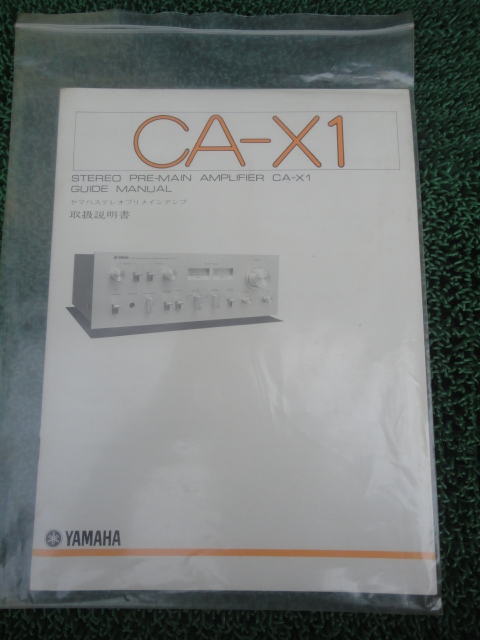 CA-X1
STEREO PRE-MAIN AMPLIFIER CA-X1
GUIDE MANUAL
ヤマハステレオプリメインアンプ
取扱説明書
YAMAHA
YAMAHA